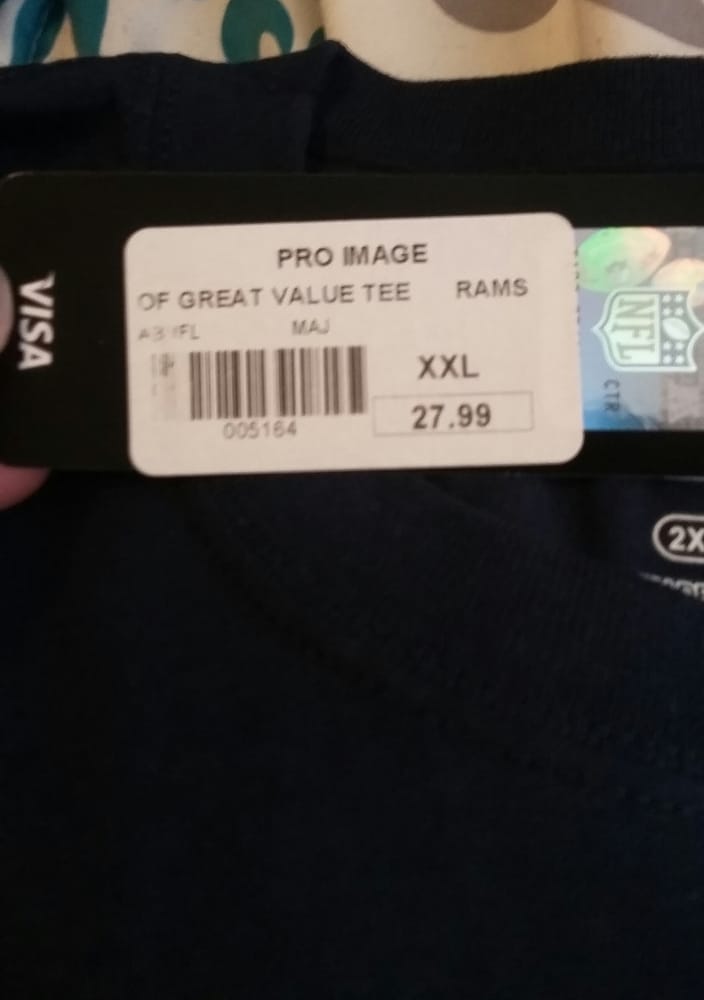 PRO IMAGE
OF GREAT VALUE TEE RAMS
MAJ
XXL
27.99
005164
VISA
NFL
CTR
2X